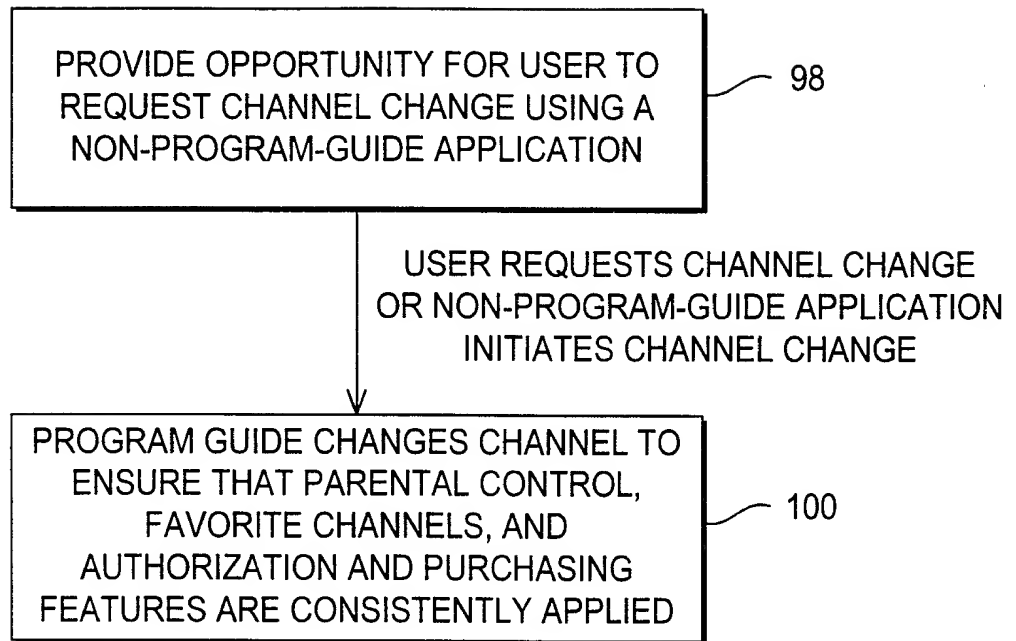 PROVIDE OPPORTUNITY FOR USER TO
REQUEST CHANNEL CHANGE USING A
NON-PROGRAM-GUIDE APPLICATION
98
USER REQUESTS CHANNEL CHANGE
OR NON-PROGRAM-GUIDE APPLICATION
INITIATES CHANNEL CHANGE
PROGRAM GUIDE CHANGES CHANNEL TO
ENSURE THAT PARENTAL CONTROL,
FAVORITE CHANNELS, AND
AUTHORIZATION AND PURCHASING
FEATURES ARE CONSISTENTLY APPLIED
100